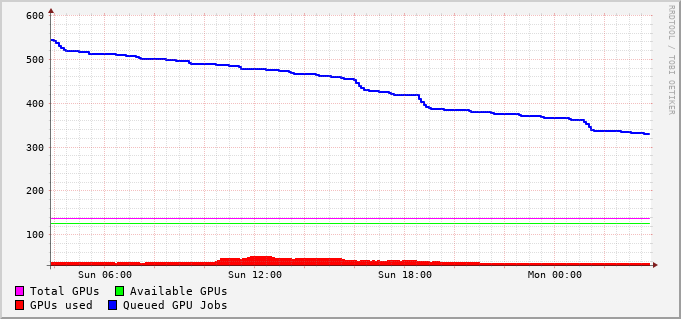 600
500
400
300
200
100
Sun 06:00 Sun 12:00 Sun 18:00 Mon 00:00
Total GPUs Available GPUs
GPUs used Queued GPU Jobs
RRDTOOL / TOBI OETIKER